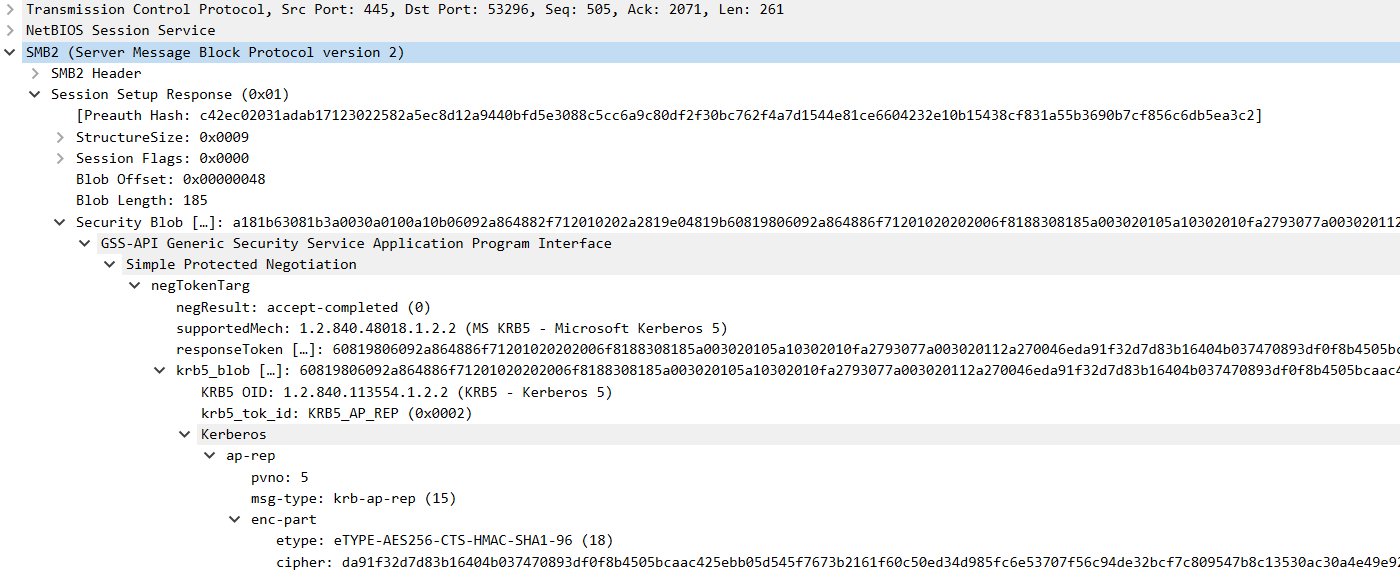 Transmission Control Protocol, Src Port: 445, Dst Port: 53296, Seq: 505, Ack: 2071, Len: 261
NetBIOS Session Service
SMB2 (Server Message Block Protocol version 2)
SMB2 Header
Session Setup Response (0x01)
[Preauth Hash: c42ec02031adab17123022582a5ec8d12a9440bfd5e3088c5cc6a9c80df2f30bc762f4a7d1544e81ce6604232e10b15438cf831a55b3690b7cf856c6db5ea3c2]
StructureSize: 0x0009
Session Flags: 0x0000
Blob Offset: 0x00000048
Blob Length: 185
Security Blob […]: a181b63081b3a0030a0100a10b06092a864882f712010202a2819e04819b60819806092a864886f71201020202006f8188308185a003020105a10302010fa2793077a003020112
GSS-API Generic Security Service Application Program Interface
Simple Protected Negotiation
negTokenTarg
negResult: accept-completed (0)
supportedMech: 1.2.840.48018.1.2.2 (MS KRB5 - Microsoft Kerberos 5)
responseToken […]: 60819806092a864886f71201020202006f8188308185a003020105a10302010fa2793077a003020112a270046eda91f32d7d83b16404b037470893df0f8b4505bc
krb5_blob […]: 60819806092a864886f71201020202006f8188308185a003020105a10302010fa2793077a003020112a270046eda91f32d7d83b16404b037470893df0f8b4505bcaac4
KRB5 OID: 1.2.840.113554.1.2.2 (KRB5 - Kerberos 5)
krb5_tok_id: KRB5_AP_REP (0x0002)
Kerberos
ap-rep
pvno: 5
msg-type: krb-ap-rep (15)
enc-part
etype: eTYPE-AES256-CTS-HMAC-SHA1-96 (18)
cipher: da91f32d7d83b16404b037470893df0f8b4505bcaac425ebb05d545f7673b2161f60c50ed34d985fc6e53707f56c94de32bcf7c809547b8c13530ac30a4e49e9